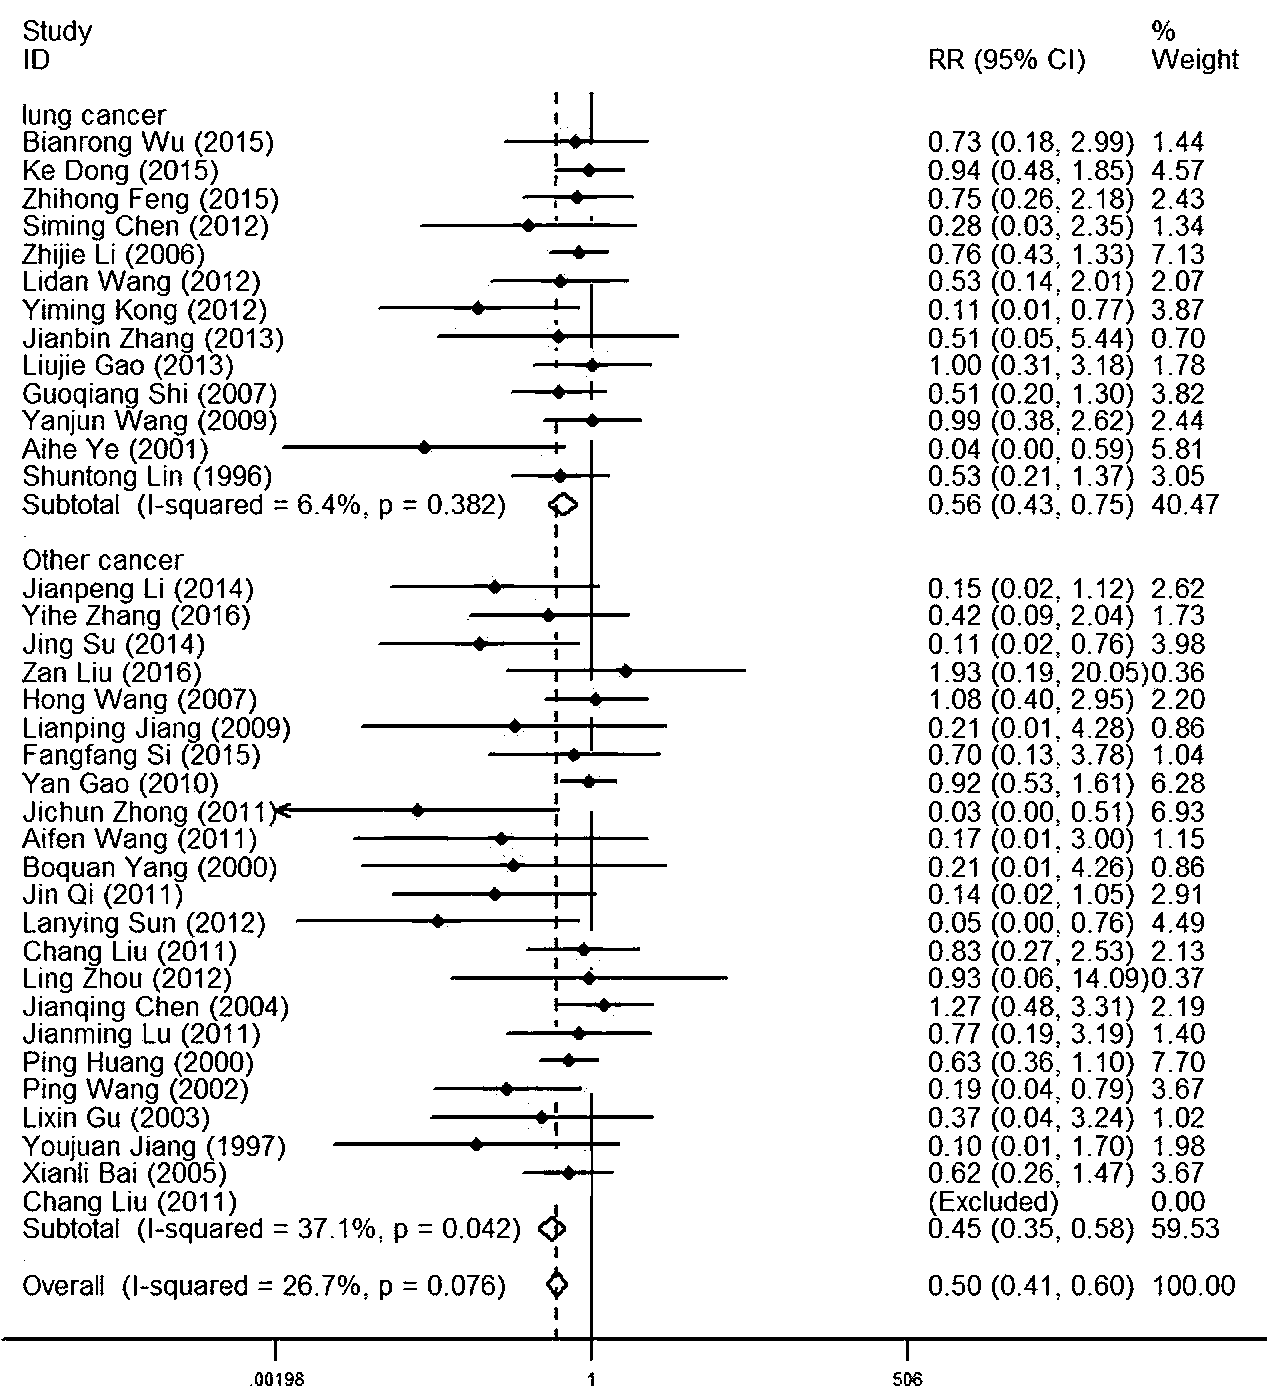 Study %
ID RR (95% CI) Weight
lung cancer
Bianrong Wu (2015) 0.73 (0.18, 2.99) 1.44
Ke Dong (2015) 0.94 (0.48, 1.85) 4.57
Zhihong Feng (2015) 0.75 (0.26, 2.18) 2.43
Siming Chen (2012) 0.28 (0.03, 2.35) 1.34
Zhijie Li (2006) 0.76 (0.43, 1.33) 7.13
Lidan Wang (2012) 0.53 (0.14, 2.01) 2.07
Yiming Kong (2012) 0.11 (0.01, 0.77) 3.87
Jianbin Zhang (2013) 0.51 (0.05, 5.44) 0.70
Liujie Gao (2013) 1.00 (0.31, 3.18) 1.78
Guoqiang Shi (2007) 0.51 (0.20, 1.30) 3.82
Yanjun Wang (2009) 0.99 (0.38, 2.62) 2.44
Aihe Ye (2001) 0.04 (0.00, 0.59) 5.81
Shuntong Lin (1996) 0.53 (0.21, 1.37) 3.05
Subtotal (I-squared = 6.4%, p = 0.382) 0.56 (0.43, 0.75) 40.47
.
Other cancer
Jianpeng Li (2014) 0.15 (0.02, 1.12) 2.62
Yihe Zhang (2016) 0.42 (0.09, 2.04) 1.73
Jing Su (2014) 0.11 (0.02, 0.76) 3.98
Zan Liu (2016) 1.93 (0.19, 20.05) 0.36
Hong Wang (2007) 1.08 (0.40, 2.95) 2.20
Lianping Jiang (2009) 0.21 (0.01, 4.28) 0.86
Fangfang Si (2015) 0.70 (0.13, 3.78) 1.04
Yan Gao (2010) 0.92 (0.53, 1.61) 6.28
Jichun Zhong (2011) 0.03 (0.00, 0.51) 6.93
Aifen Wang (2011) 0.17 (0.01, 3.00) 1.15
Boquan Yang (2000) 0.21 (0.01, 4.26) 0.86
Jin Qi (2011) 0.14 (0.02, 1.05) 2.91
Lanying Sun (2012) 0.05 (0.00, 0.76) 4.49
Chang Liu (2011) 0.83 (0.27, 2.53) 2.13
Ling Zhou (2012) 0.93 (0.06, 14.09) 0.37
Jianqing Chen (2004) 1.27 (0.48, 3.31) 2.19
Jianming Lu (2011) 0.77 (0.19, 3.19) 1.40
Ping Huang (2000) 0.63 (0.36, 1.10) 7.70
Ping Wang (2002) 0.19 (0.04, 0.79) 3.67
Lixin Gu (2003) 0.37 (0.04, 3.24) 1.02
Youjuan Jiang (1997) 0.10 (0.01, 1.70) 1.98
Xianli Bai (2005) 0.62 (0.26, 1.47) 3.67
Chang Liu (2011) (Excluded) 0.00
Subtotal (I-squared = 37.1%, p = 0.042) 0.45 (0.35, 0.58) 59.53
Overall (I-squared = 26.7%, p = 0.076) 0.50 (0.41, 0.60) 100.00
.00198 1 506